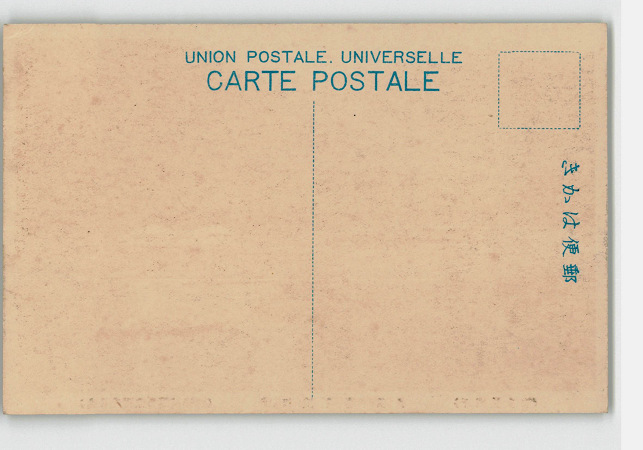 UNION POSTALE. UNIVERSELLE
CARTE POSTALE
きかは便郵